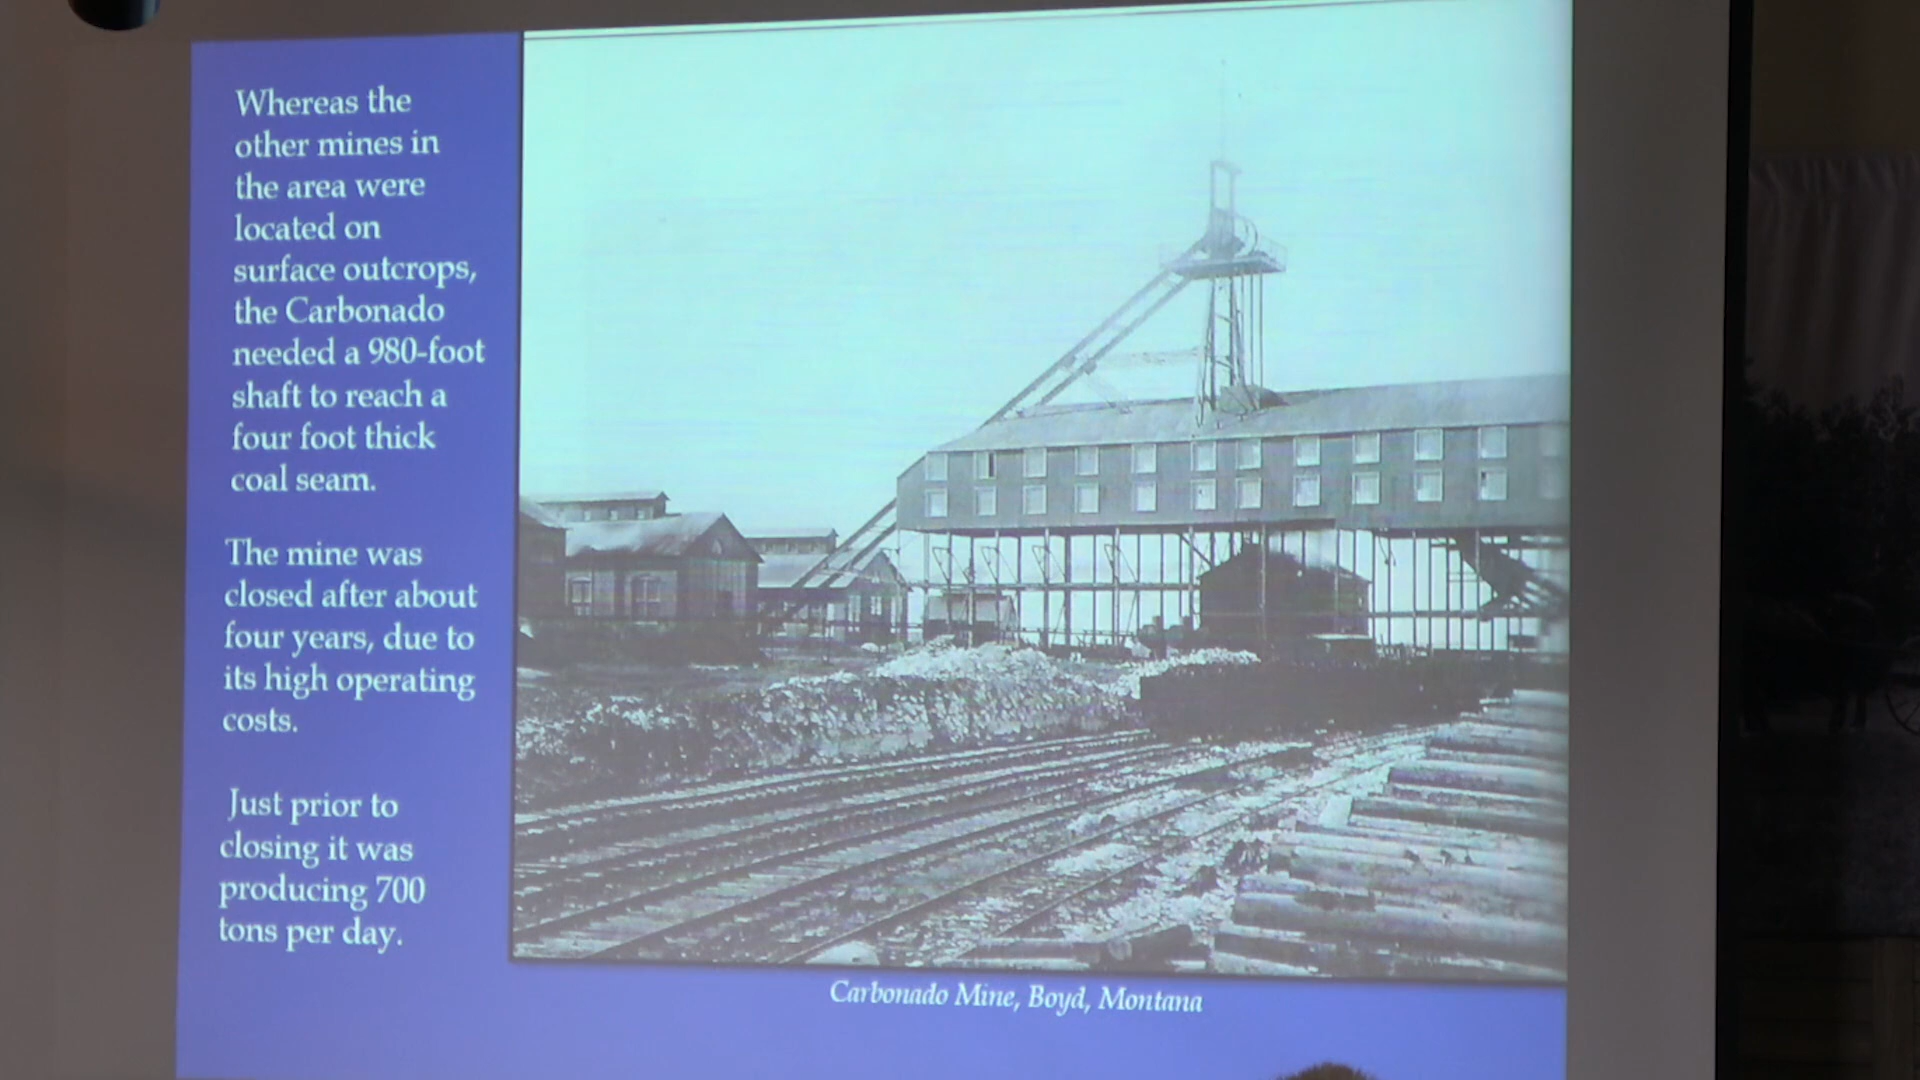 Whereas the
other mines in
the area were
located on
surface outcrops,
the Carbonado
needed a 980-foot
shaft to reach a
four foot thick
coal seam.
The mine was
closed after about
four years, due to
its high operating
costs.
Just prior to
closing it was
producing 700
tons per day.
Carbonado Mine, Boyd, Montana